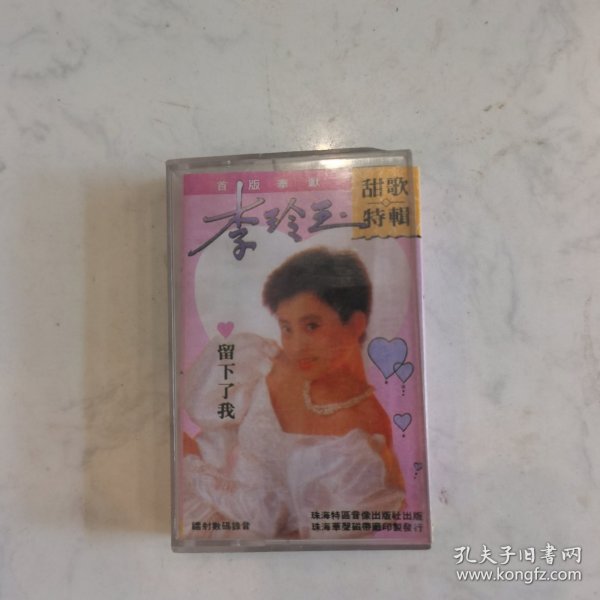 首版奉獻
甜歌
特輯
李玲玉
留下了我
鐳射數碼錄音
珠海特區音像出版社出版
珠海華聲磁帶廠印製發行
孔夫子旧书网
www.kongfz.com